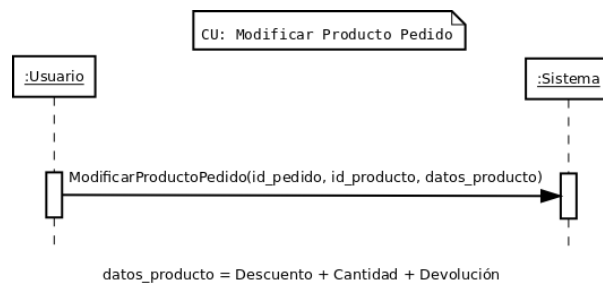 CU: Modificar Producto Pedido
:Usuario
:Sistema
ModificarProductoPedido(id_pedido, id_producto, datos_producto)
datos_producto = Descuento + Cantidad + Devolución